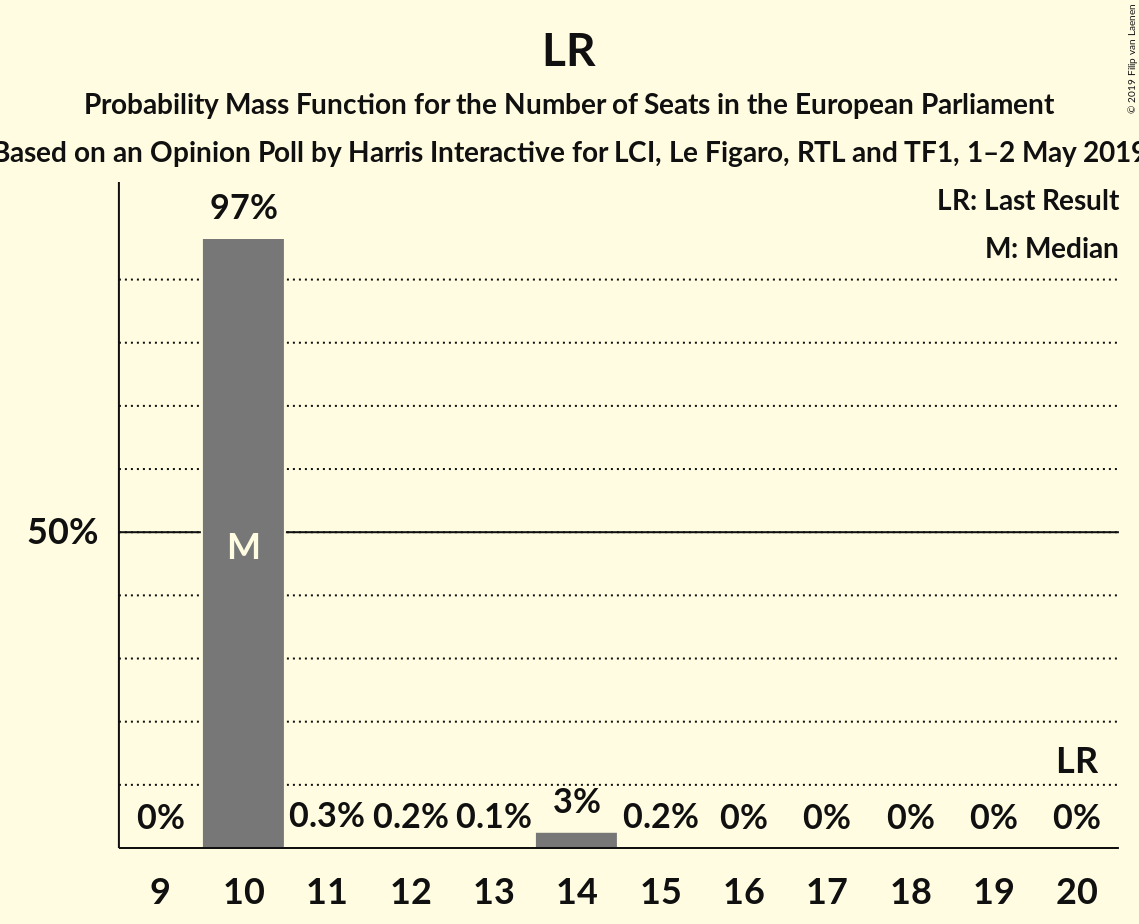 LR
Probability Mass Function for the Number of Seats in the European Parliament
Based on an Opinion Poll by Harris Interactive for LCI, Le Figaro, RTL and TF1, 1–2 May 2019
© 2019 Filip van Laenen
LR: Last Result
M: Median
97%
50%
M
LR
0% 0.3% 0.2% 0.1% 3% 0.2% 0% 0% 0% 0% 0%
9 10 11 12 13 14 15 16 17 18 19 20